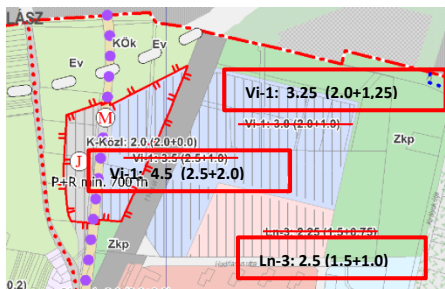 LÁSZ
KÖk
Ev
Ev
Vi-1: 3.25 (2.0+1,25)
Vi-1: 3.0 (2.0+1.0)
M
K-Közl: 2.0 (2.0+0.0)
Zkp
J
Vi-1: 3.5 (2.5+1.0)
Vi-1: 4.5 (2.5+2.0)
P+R min. 700 m
Ln-3: 2.25 (1.5+0.75)
Zkp
Ln-3: 2.5 (1.5+1.0)
0.2)